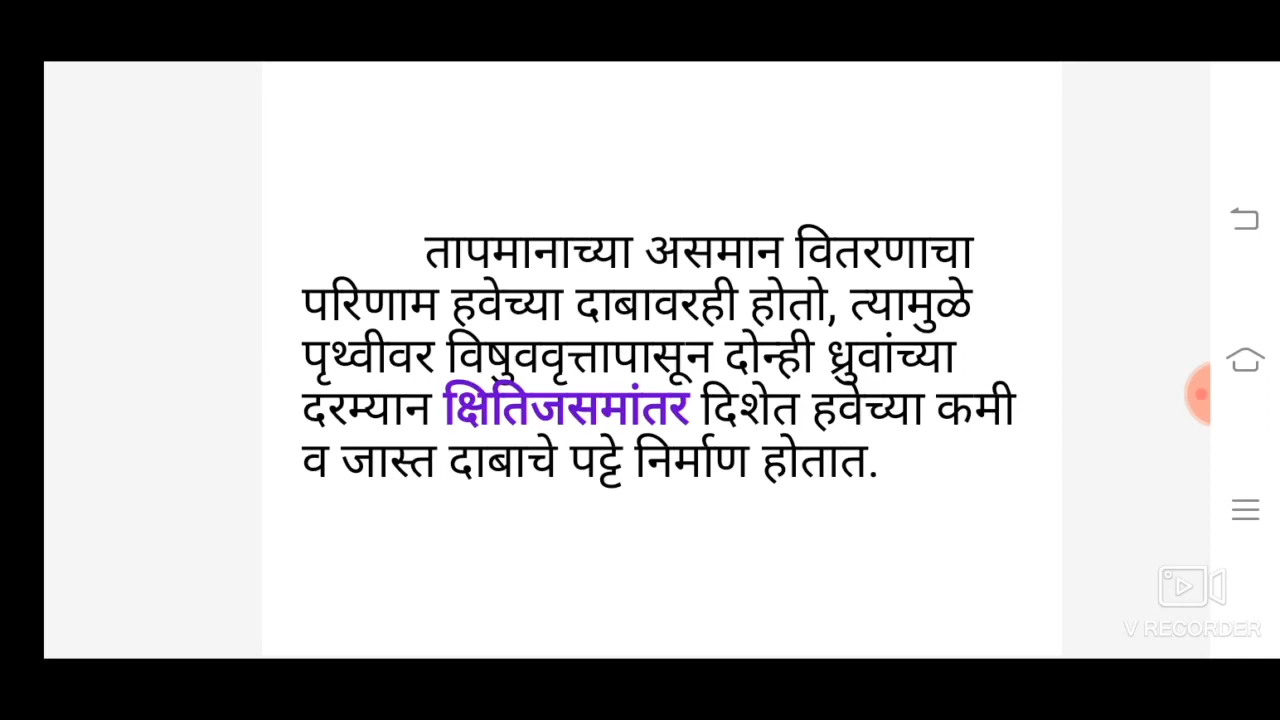 तापमानाच्या असमान वितरणाचा
परिणाम हवेच्या दाबावरही होतो, त्यामुळे
पृथ्वीवर विषुववृत्तापासून दोन्ही ध्रुवांच्या
दरम्यान क्षितिजसमांतर दिशेत हवेच्या कमी
व जास्त दाबाचे पट्टे निर्माण होतात.
V RECORDER